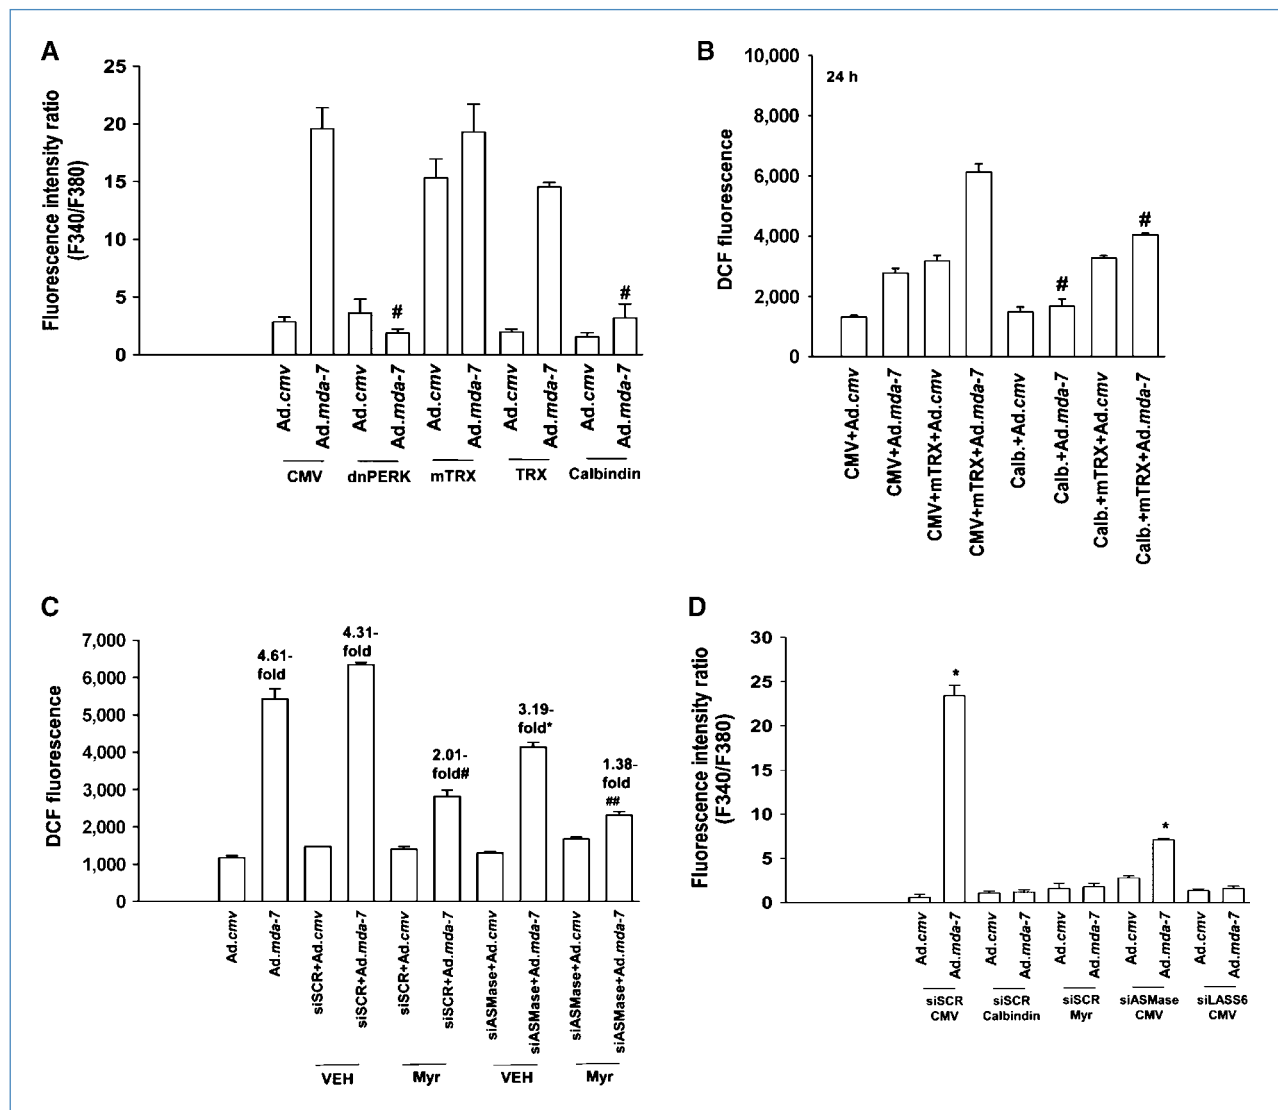 A
Fluorescence intensity ratio
(F340/F380)
25
20
15
10
5
0
#
#
Ad.cmv
Ad.mda-7
Ad.cmv
Ad.mda-7
Ad.cmv
Ad.mda-7
Ad.cmv
Ad.mda-7
Ad.cmv
Ad.mda-7
CMV
dnPERK
mTRX
TRX
Calbindin
B
24 h
DCF fluorescence
10,000
8,000
6,000
4,000
2,000
0
#
#
CMV+Ad.cmv
CMV+Ad.mda-7
CMV+mTRX+Ad.cmv
CMV+mTRX+Ad.mda-7
Calb.+Ad.cmv
Calb.+Ad.mda-7
Calb.+mTRX+Ad.cmv
Calb.+mTRX+Ad.mda-7
C
DCF fluorescence
7,000
6,000
5,000
4,000
3,000
2,000
1,000
0
4.61-
fold
4.31-
fold
2.01-
fold#
3.19-
fold*
1.38-
fold
##
Ad.cmv
Ad.mda-7
siSCR+Ad.cmv
siSCR+Ad.mda-7
siSCR+Ad.cmv
siSCR+Ad.mda-7
siASMase+Ad.cmv
siASMase+Ad.mda-7
siASMase+Ad.cmv
siASMase+Ad.mda-7
VEH
Myr
VEH
Myr
D
Fluorescence intensity ratio
(F340/F380)
30
25
20
15
10
5
0
*
*
Ad.cmv
Ad.mda-7
Ad.cmv
Ad.mda-7
Ad.cmv
Ad.mda-7
Ad.cmv
Ad.mda-7
Ad.cmv
Ad.mda-7
siSCR
CMV
siSCR
Calbindin
siSCR
Myr
siASMase
CMV
siLASS6
CMV